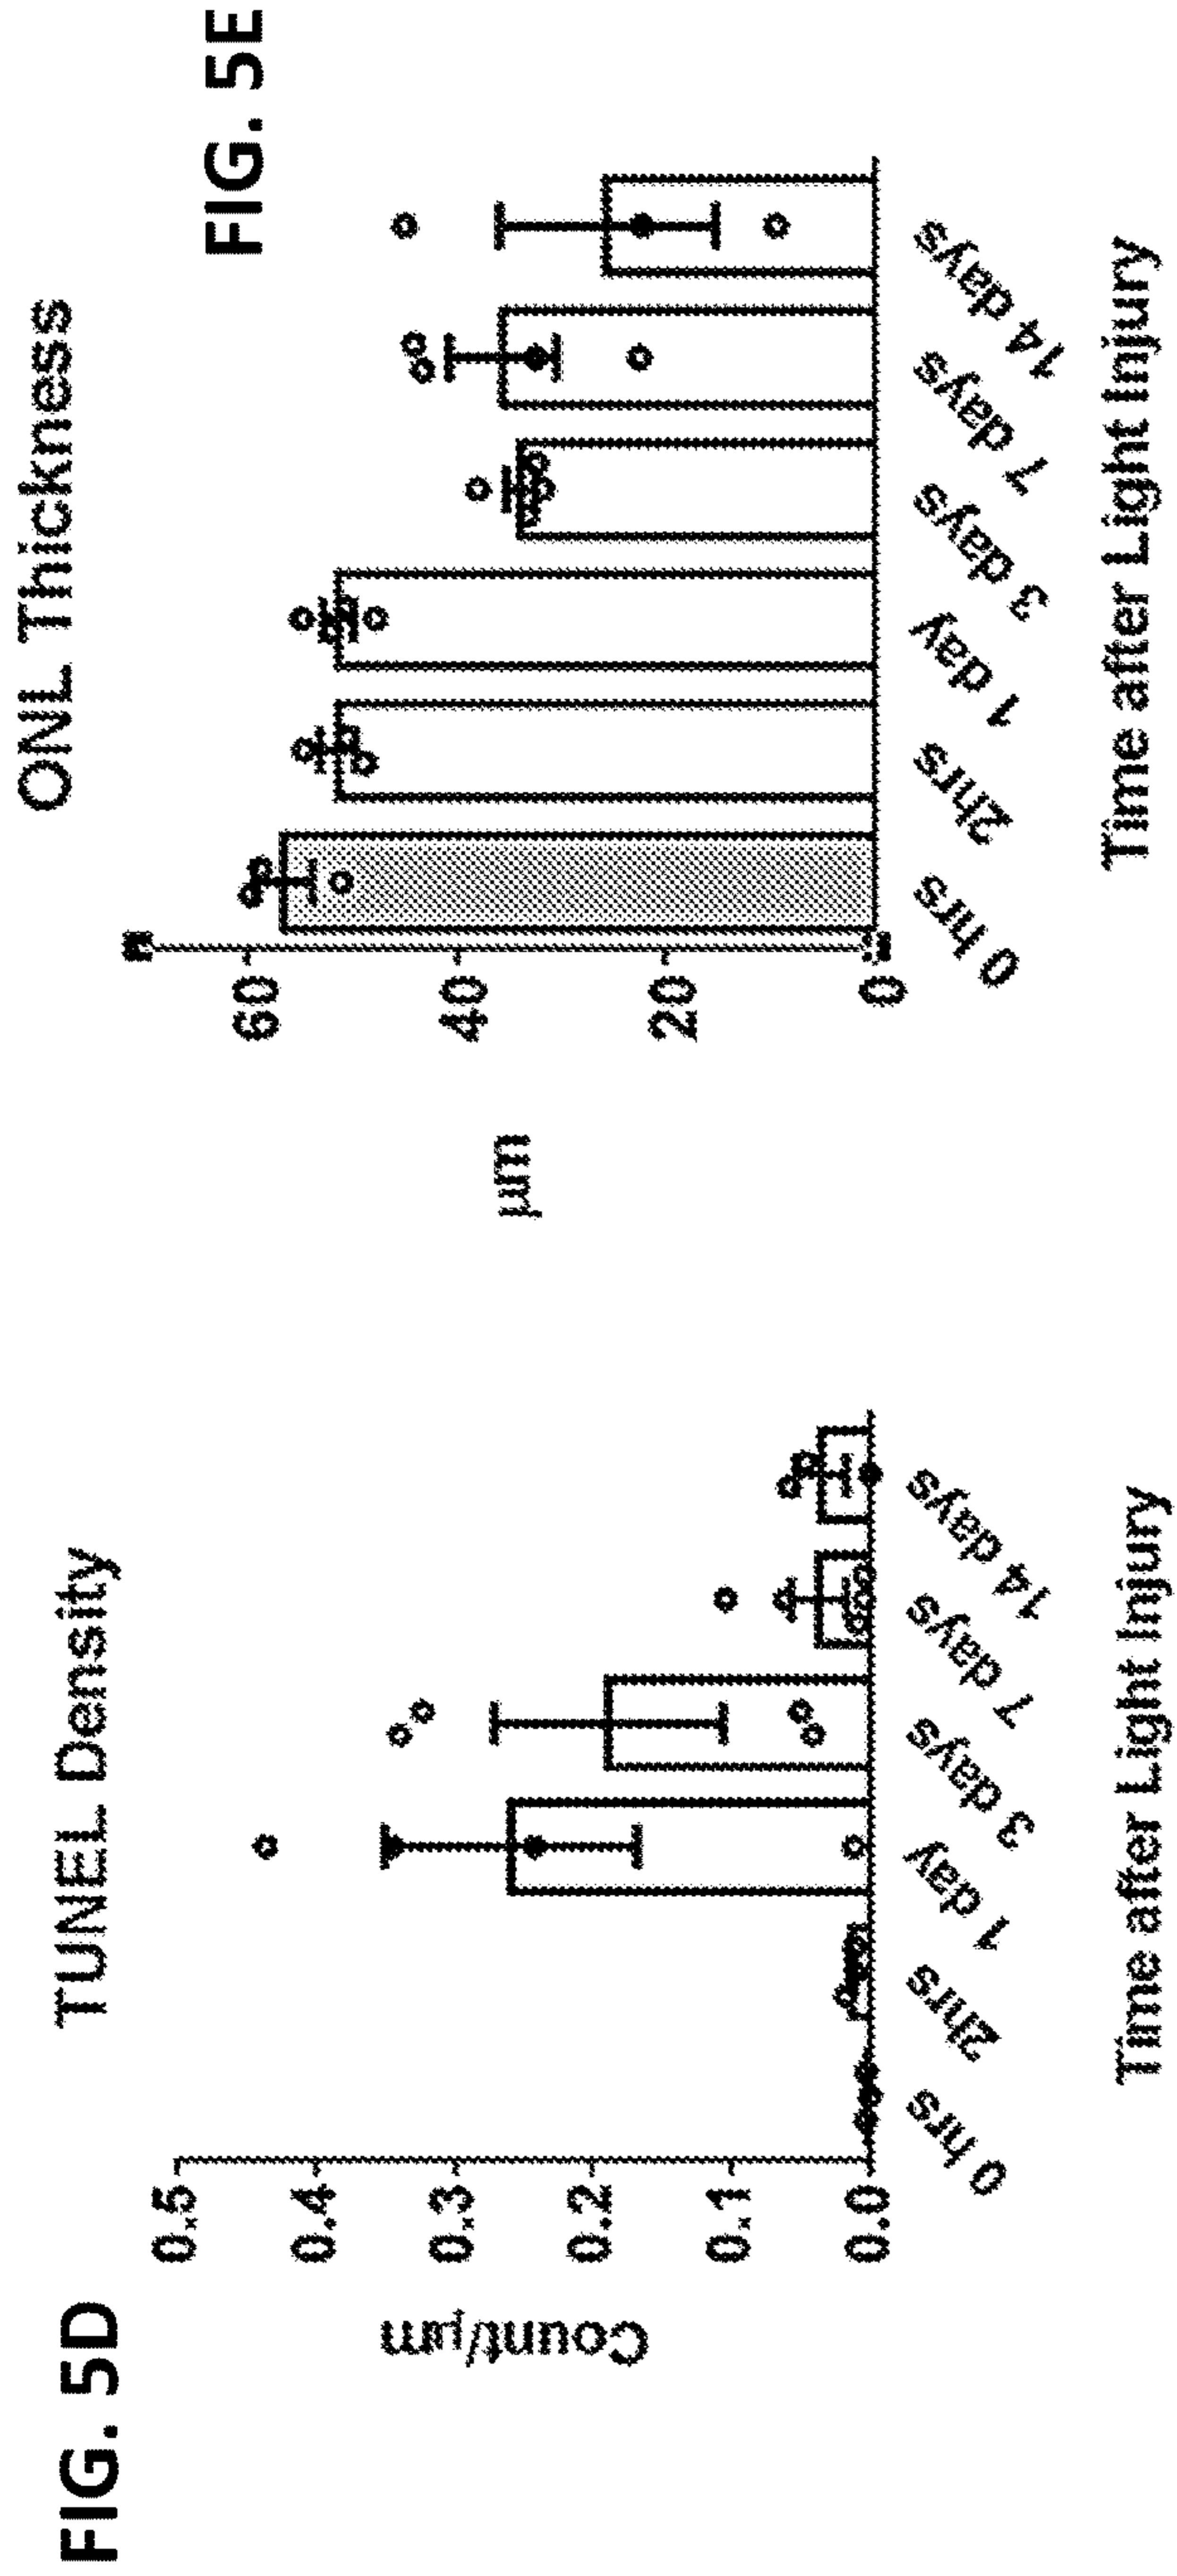 FIG. 5D
TUNEL Density
Count/µm
0.5
0.4
0.3
0.2
0.1
0.0
0 hrs
2hrs
1 day
3 days
7 days
14 days
Time after Light Injury
FIG. 5E
ONL Thickness
µm
60
40
20
0
0 hrs
2hrs
1 day
3 days
7 days
14 days
Time after Light Injury